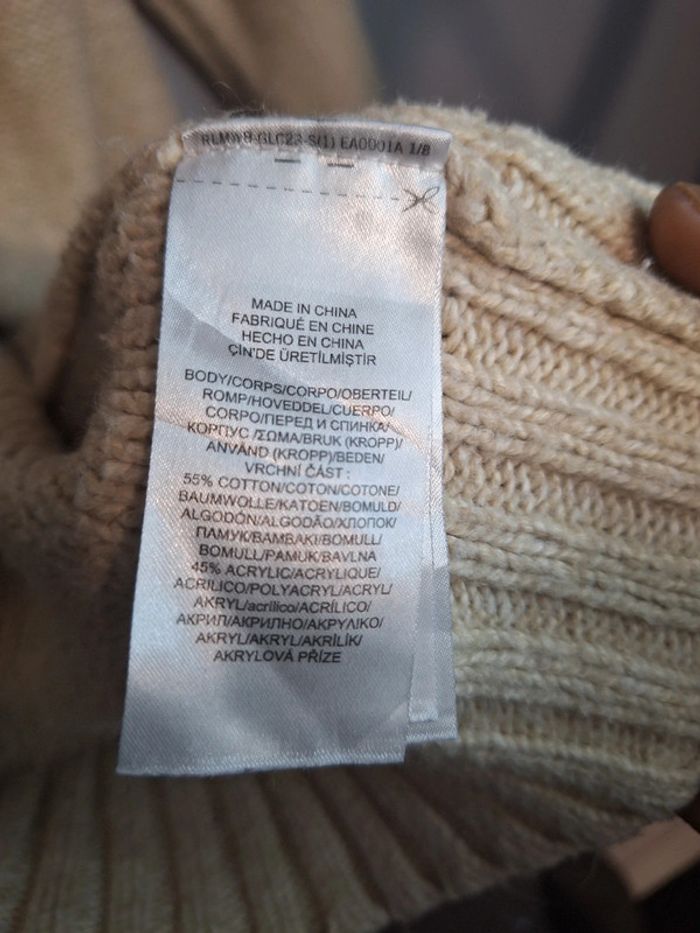 GLC23-S(1) EA0001A 1/8
MADE IN CHINA
FABRIQUÉ EN CHINE
HECHO EN CHINA
ÇİN'DE ÜRETİLMİŞTİR
BODY/CORPS/CORPO/OBERTEIL/
ROMP/HOVEDDEL/CUERPO/
CORPO/ПЕРЕД И СПИНКА/
КОРПУС /ΣΩΜΑ/BRUK (KROPP)/
ANVÄND (KROPP)/BEDEN/
VRCHNÍ ČÁST :
55% COTTON/COTON/COTONE/
BAUMWOLLE/KATOEN/BOMULD/
ALGODÓN/ALGODÃO/ХЛОПОК/
ПАМУК/ΒΑΜΒΑΚΙ/BOMULL/
BOMULL/PAMUK/BAVLNA
45% ACRYLIC/ACRYLIQUE/
ACRILICO/POLYACRYL/ACRYL/
AKRYL/acrílico/ACRÍLICO/
АКРИЛ/АКРИЛНО/ΑΚΡΥΛΙΚΟ/
AKRYL/AKRYL/AKRİLİK/
AKRYLOVÁ PŘÍZE